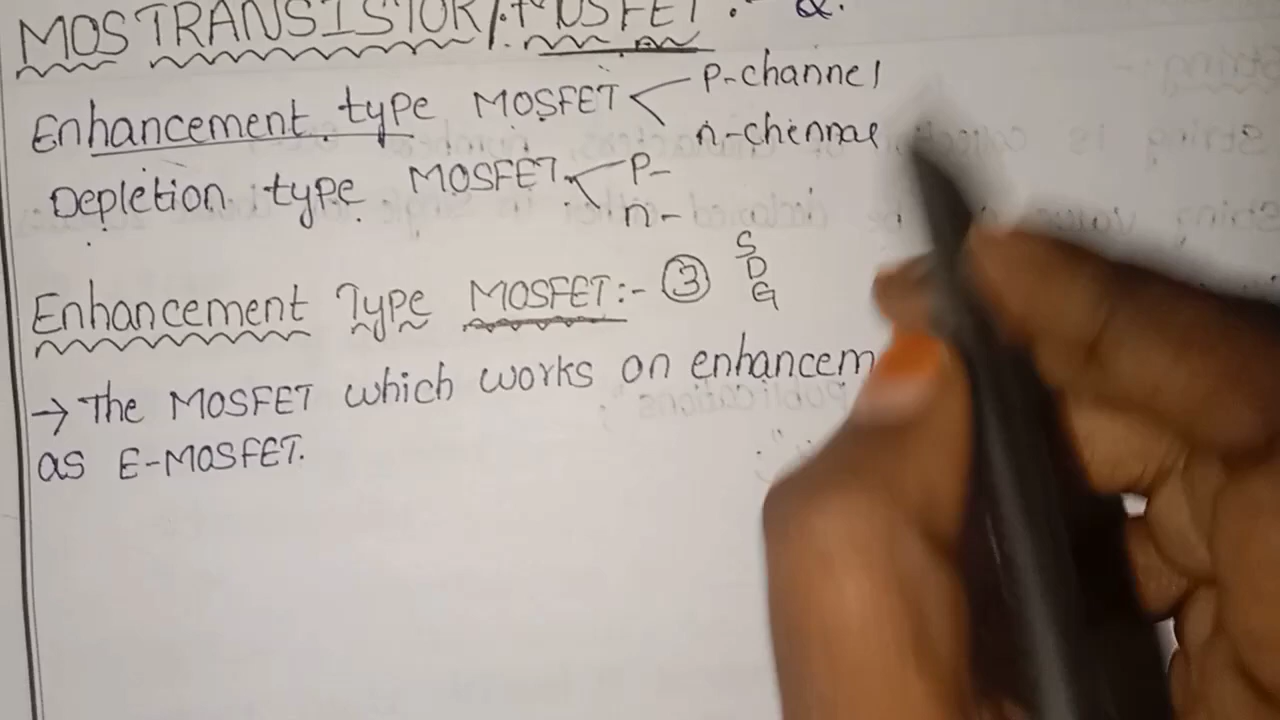 MOS TRANSISTOR/.MOSFET :- &.
Enhancement type MOSFET P-channel
n-chennel
Depletion type MOSFET P-
n-
Enhancement Type MOSFET:- 3 S
D
G
→ The MOSFET which works on enhancem
as E-MOSFET.